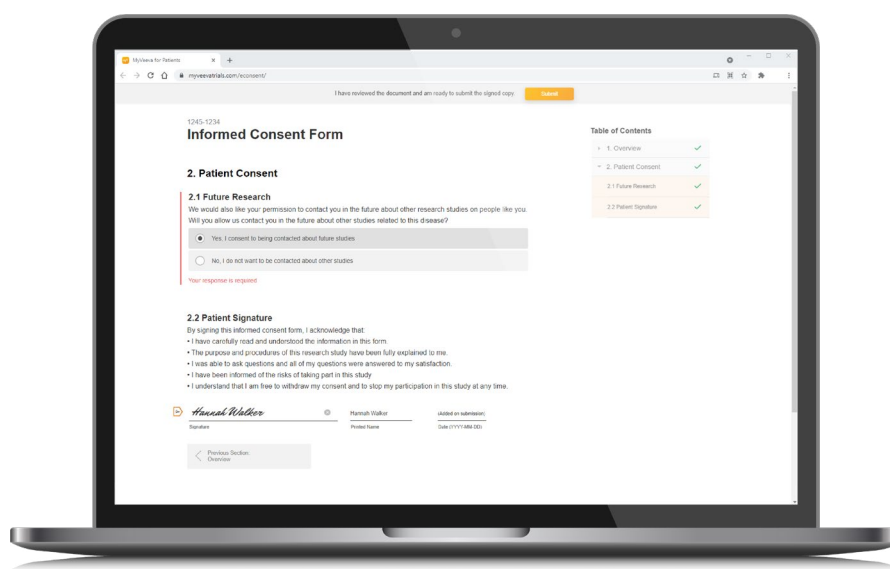 MyVeeva for Patients
myveevatrials.com/econsent/
I have reviewed the document and am ready to submit the signed copy. Submit
1245-1234
Informed Consent Form
Table of Contents
1. Overview
2. Patient Consent
2.1 Future Research
2.2 Patient Signature
2. Patient Consent
2.1 Future Research
We would also like your permission to contact you in the future about other research studies on people like you.
Will you allow us contact you in the future about other studies related to this disease?
Yes, I consent to being contacted about future studies
No, I do not want to be contacted about other studies
Your response is required
2.2 Patient Signature
By signing this informed consent form, I acknowledge that:
• I have carefully read and understood the information in this form.
• The purpose and procedures of this research study have been fully explained to me.
• I was able to ask questions and all of my questions were answered to my satisfaction.
• I have been informed of the risks of taking part in this study
• I understand that I am free to withdraw my consent and to stop my participation in this study at any time.
Hannah Walker Hannah Walker (Added on submission)
Signature Printed Name Date (YYYY-MM-DD)
Previous Section:
Overview